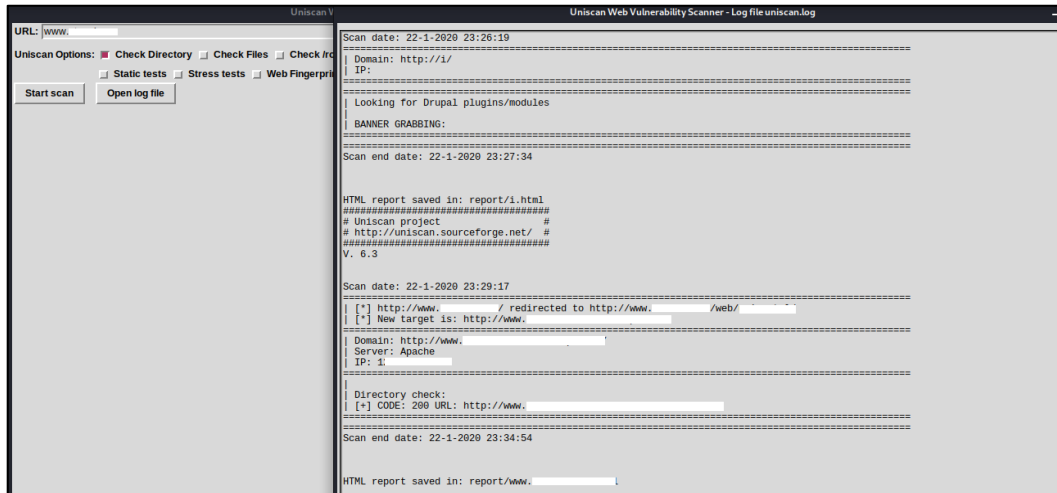 Uniscan
Uniscan Web Vulnerability Scanner - Log file uniscan.log
URL: www.
Uniscan Options: Check Directory Check Files Check
Static tests Stress tests Web
Start scan Open log file
Scan date: 22-1-2020 23:26:19
===================================================================================================
| Domain: http://i/
| IP:
===================================================================================================
===================================================================================================
| Looking for Drupal plugins/modules
|
| BANNER GRABBING:
===================================================================================================
===================================================================================================
Scan end date: 22-1-2020 23:27:34
HTML report saved in: report/i.html
####################################
# Uniscan project #
# http://uniscan.sourceforge.net/ #
####################################
V. 6.3
Scan date: 22-1-2020 23:29:17
===================================================================================================
| [*] http://www. / redirected to http://www. /web/
| [*] New target is: http://www.
===================================================================================================
| Domain: http://www.
| Server: Apache
| IP: 1
===================================================================================================
|
| Directory check:
| [+] CODE: 200 URL: http://www.
===================================================================================================
===================================================================================================
Scan end date: 22-1-2020 23:34:54
HTML report saved in: report/www.